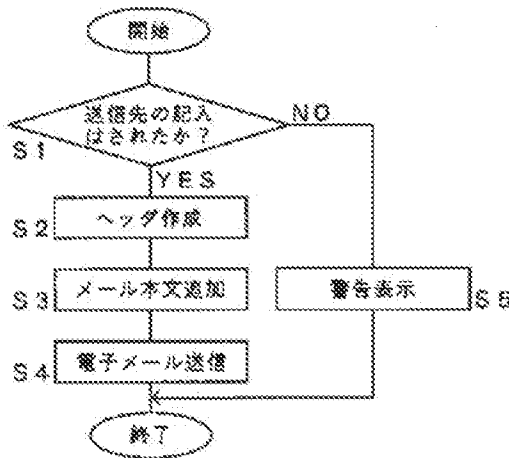 開始
送信先の記入
はされたか?
NO
S1
YES
ヘッダ作成
S2
メール本文追加
S3
警告表示
S5
電子メール送信
S4
終了